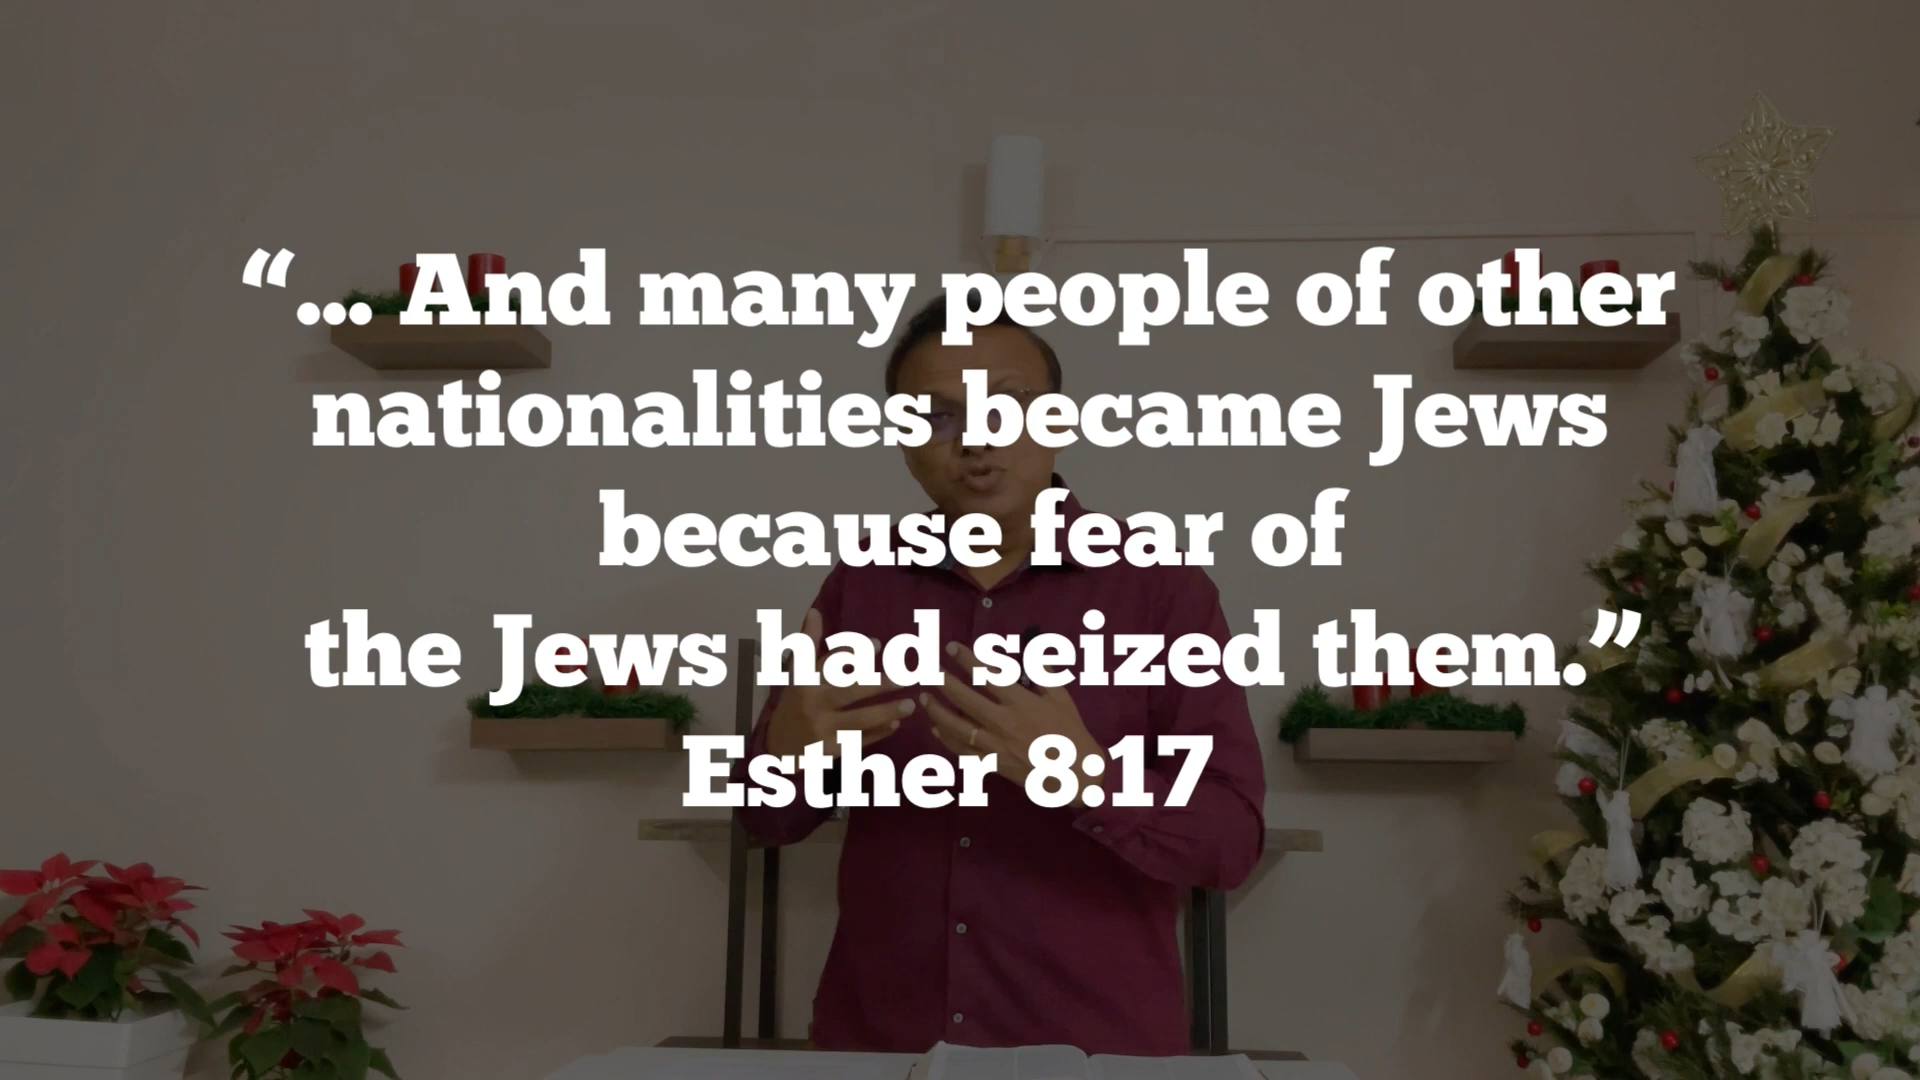 “... And many people of other
nationalities became Jews
because fear of
the Jews had seized them.”
Esther 8:17